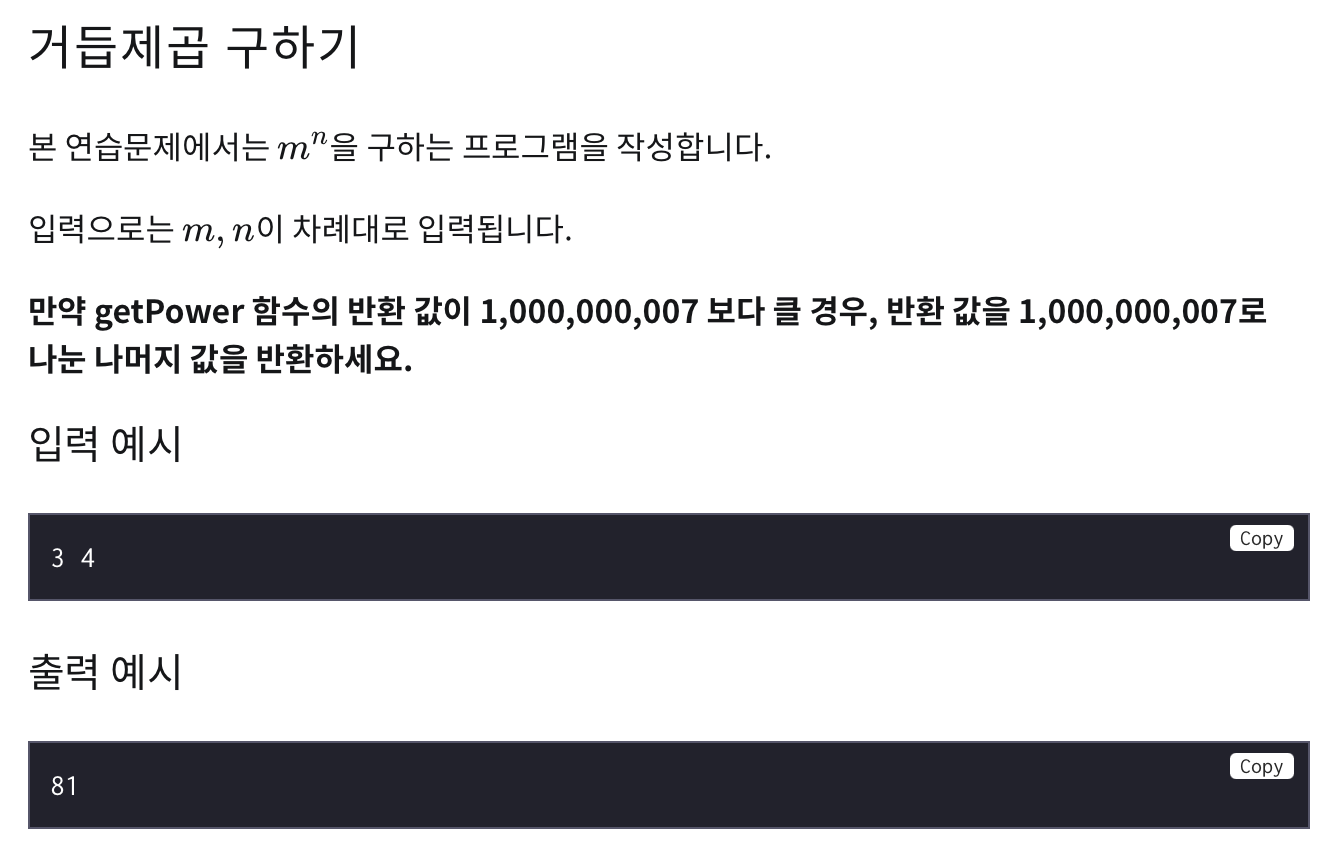 거듭제곱 구하기
본 연습문제에서는 mⁿ을 구하는 프로그램을 작성합니다.
입력으로는 m, n이 차례대로 입력됩니다.
만약 getPower 함수의 반환 값이 1,000,000,007 보다 클 경우, 반환 값을 1,000,000,007로
나눈 나머지 값을 반환하세요.
입력 예시
Copy
3 4
출력 예시
Copy
81